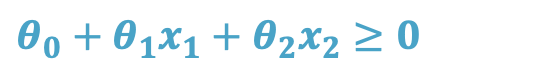 θ₀ + θ₁x₁ + θ₂x₂ ≥ 0